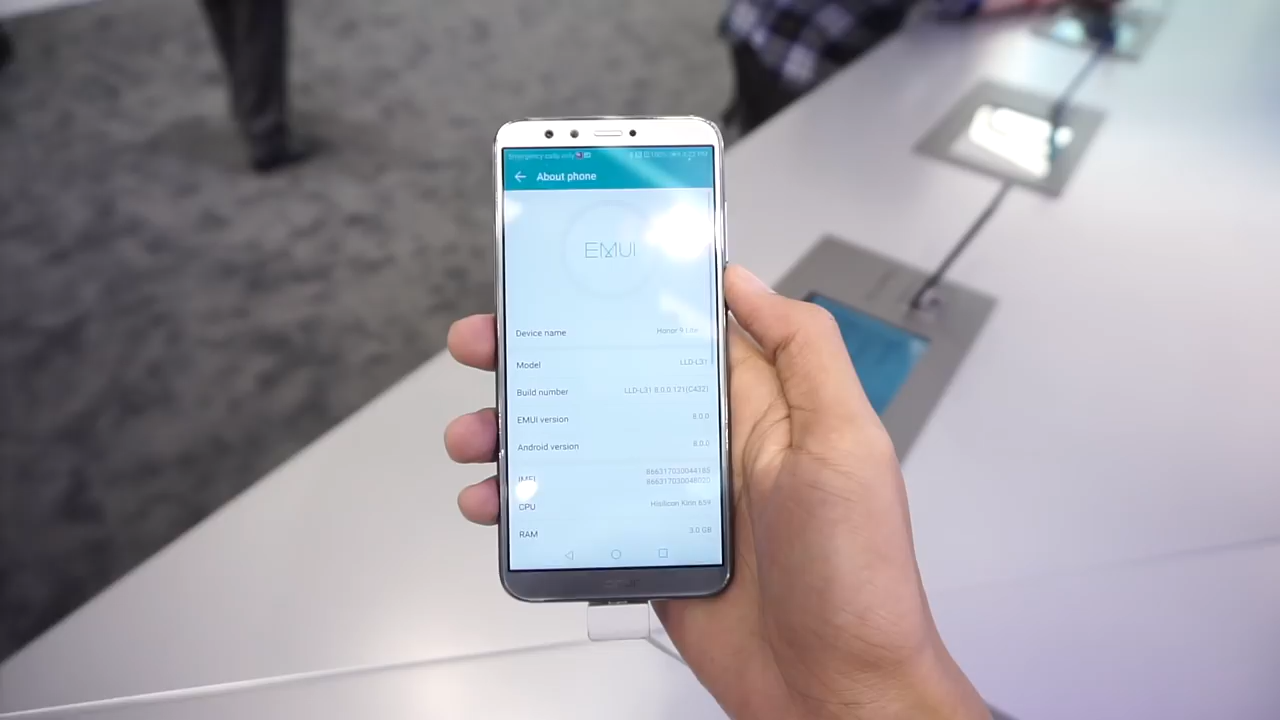 Emergency calls only
About phone
EMUI
Device name Honor 9 Lite
Model LLD-L31
Build number LLD-L31 8.0.0.121(C432)
EMUI version 8.0.0
Android version 8.0.0
IMEI 866317030044185
866317030048020
CPU Hisilicon Kirin 659
RAM 3.0 GB